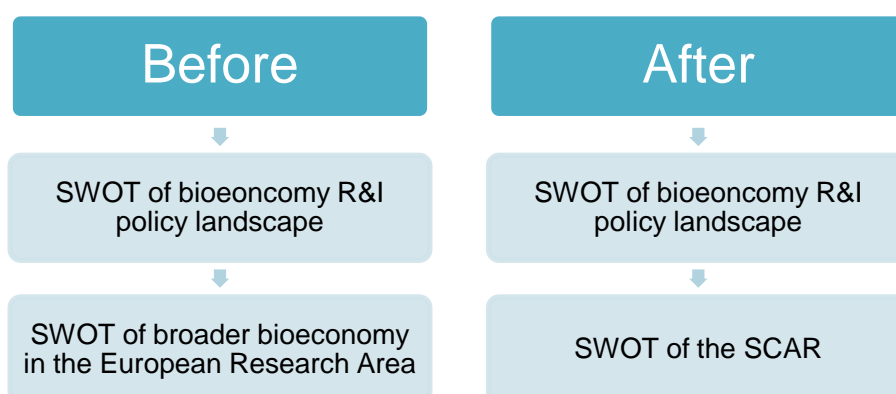 Before
SWOT of bioeoncomy R&I
policy landscape
SWOT of broader bioeconomy
in the European Research Area
After
SWOT of bioeoncomy R&I
policy landscape
SWOT of the SCAR